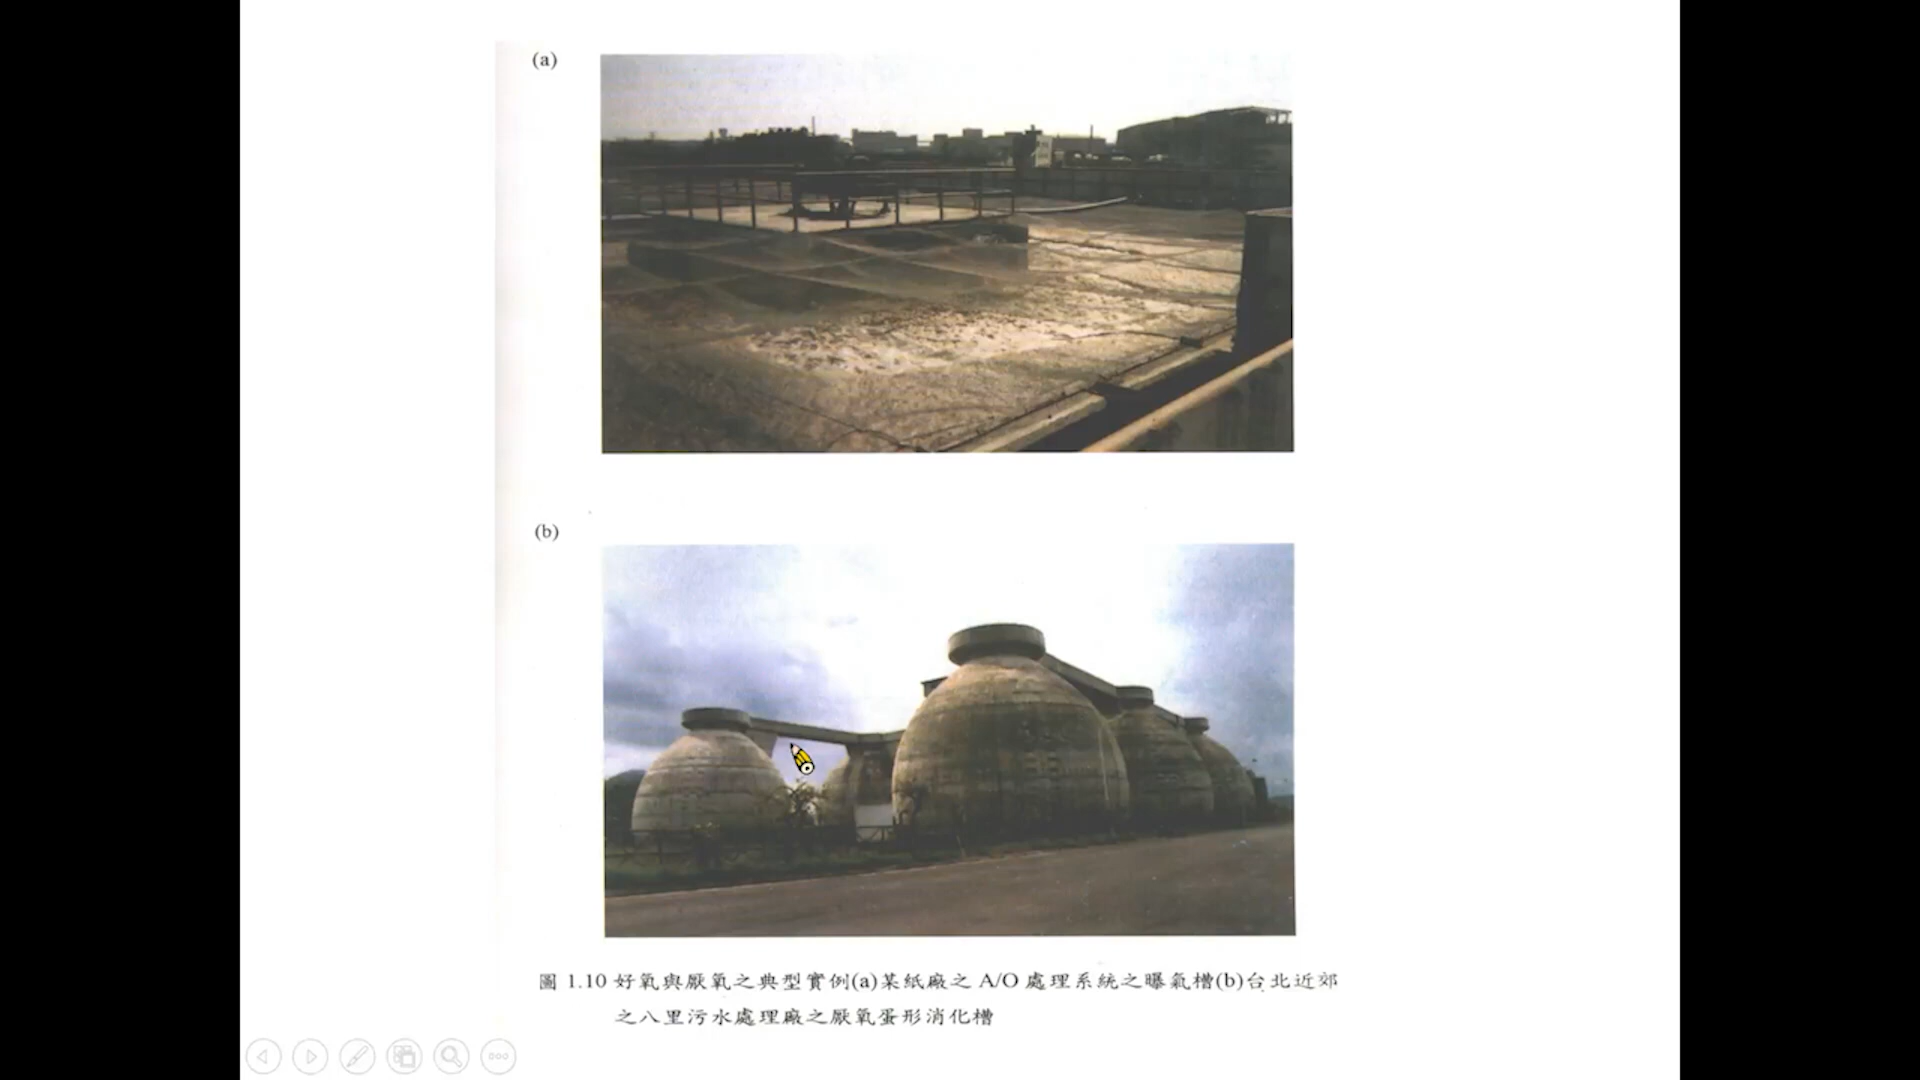 (a)
(b)
圖 1.10 好氧與厭氧之典型實例(a)某紙廠之 A/O 處理系統之曝氣槽(b)台北近郊
之八里污水處理廠之厭氧蛋形消化槽